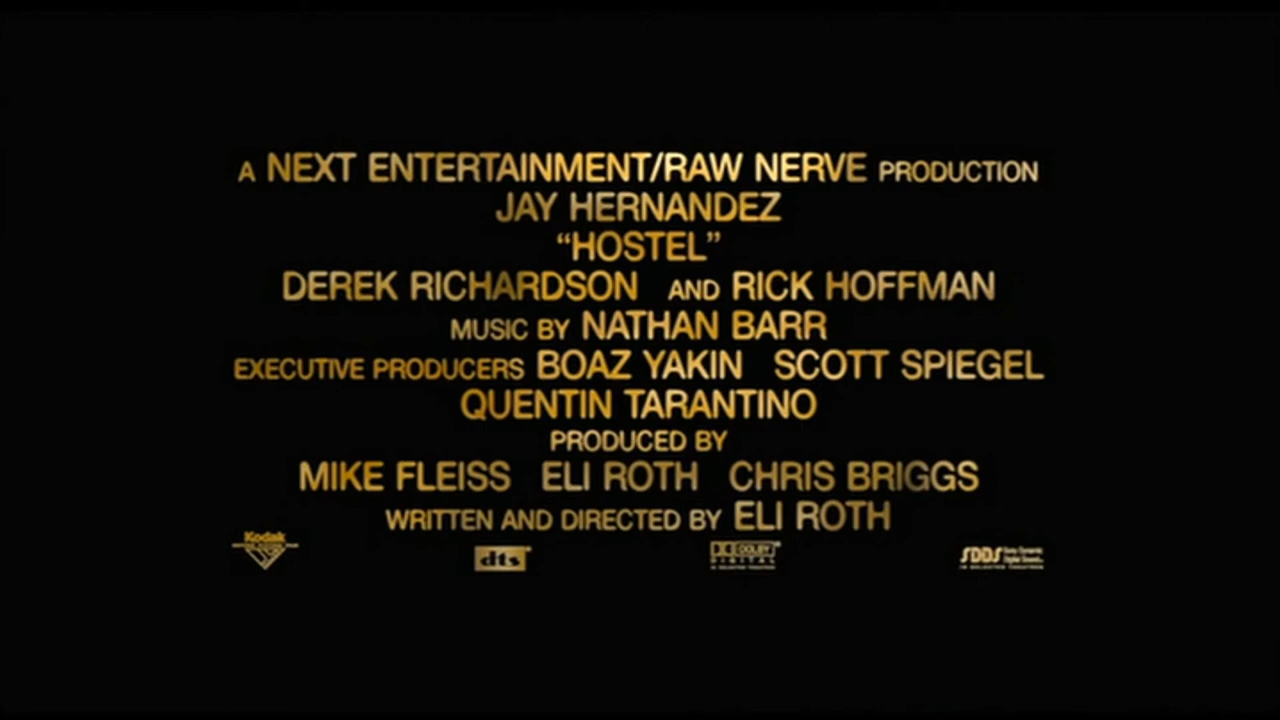 A NEXT ENTERTAINMENT/RAW NERVE PRODUCTION
JAY HERNANDEZ
“HOSTEL”
DEREK RICHARDSON AND RICK HOFFMAN
MUSIC BY NATHAN BARR
EXECUTIVE PRODUCERS BOAZ YAKIN SCOTT SPIEGEL
QUENTIN TARANTINO
PRODUCED BY
MIKE FLEISS ELI ROTH CHRIS BRIGGS
WRITTEN AND DIRECTED BY ELI ROTH
Kodak
dts
DOLBY
DIGITAL
SDDS